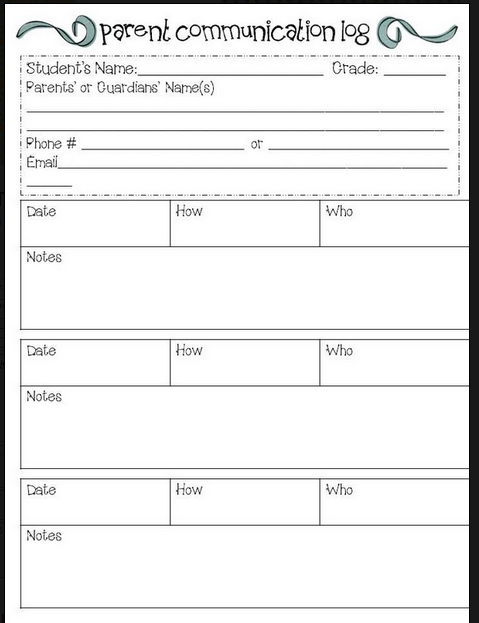 parent communication log
Student's Name: Grade:
Parents' or Guardians' Name(s)
Phone # or
Email
Date How Who
Notes
Date How Who
Notes
Date How Who
Notes